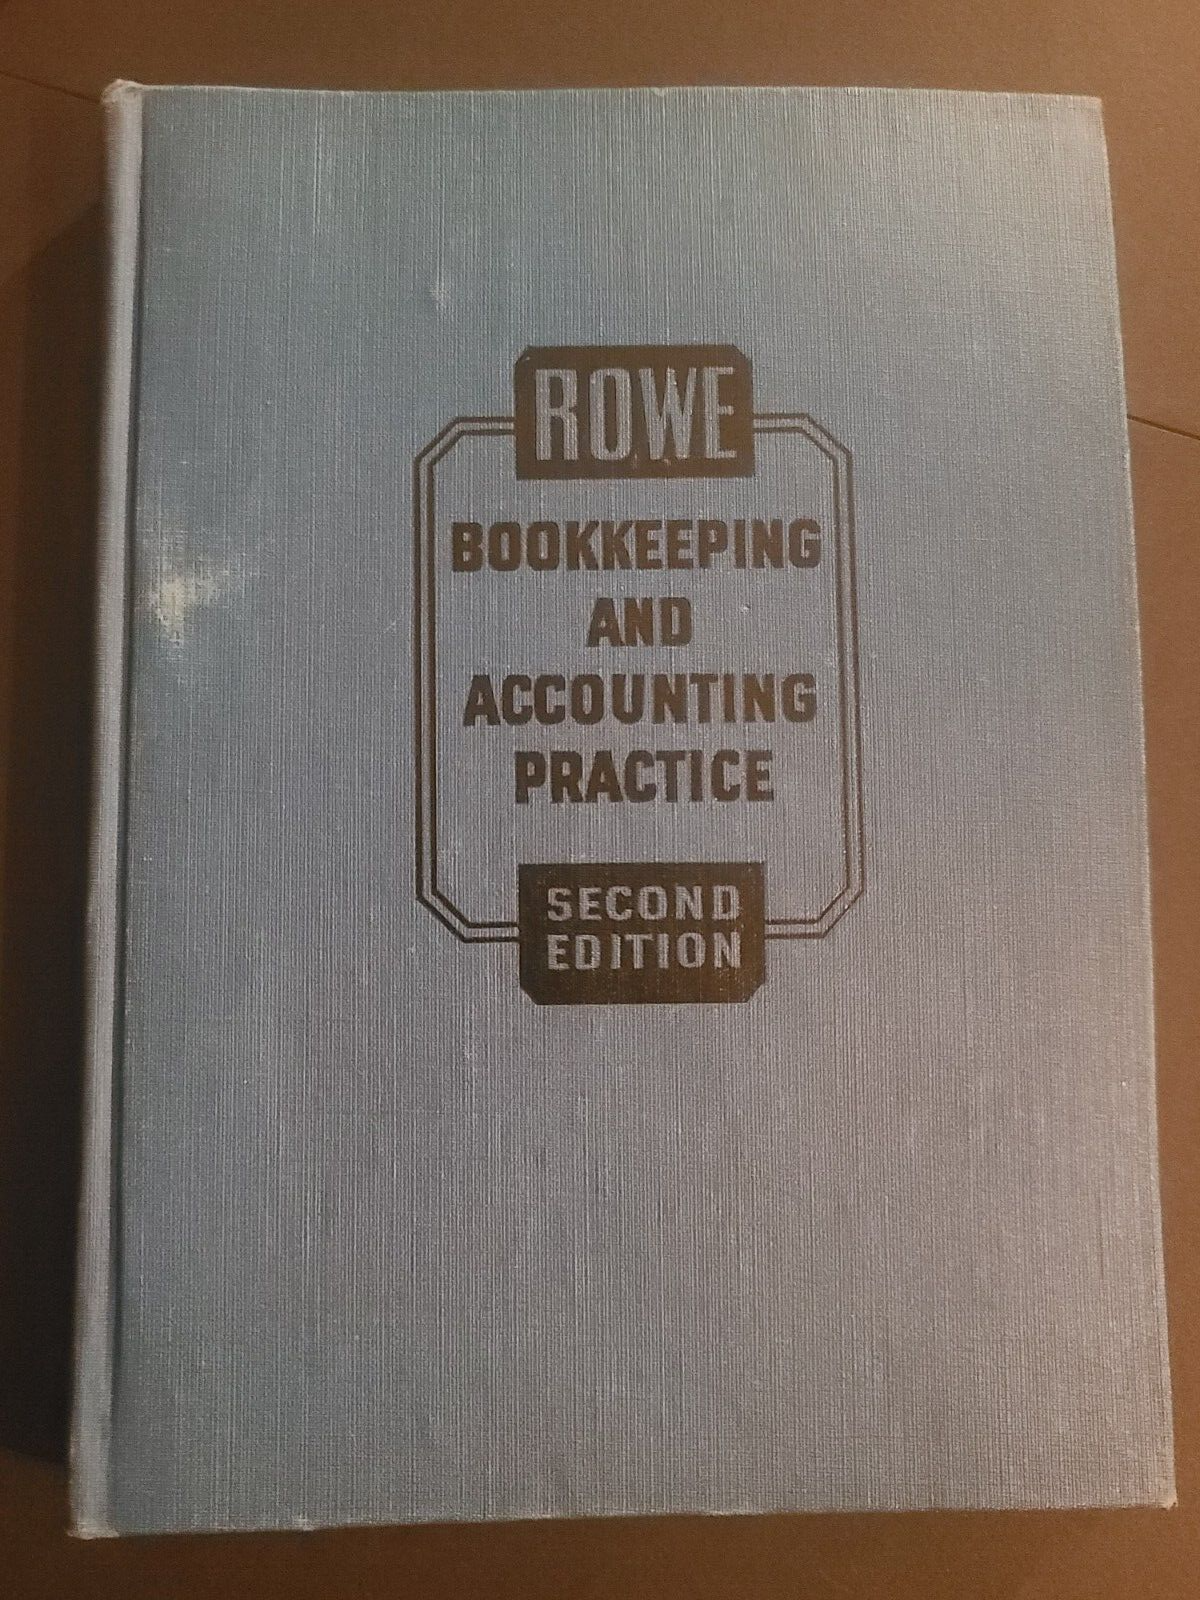 ROWE
BOOKKEEPING
AND
ACCOUNTING
PRACTICE
SECOND
EDITION